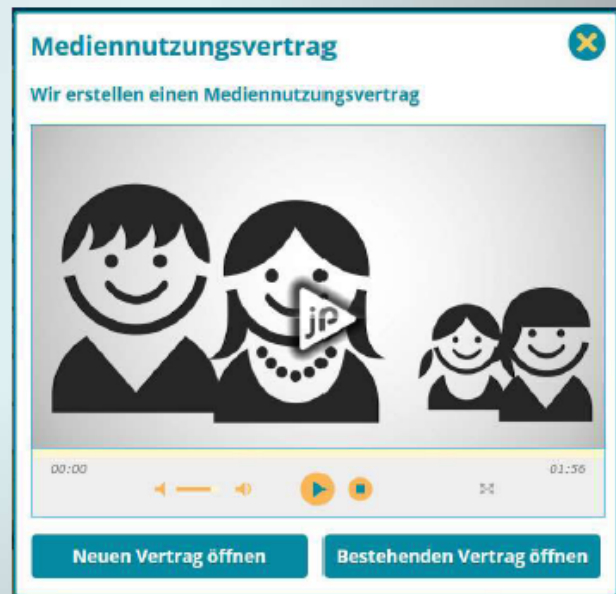 Mediennutzungsvertrag
Wir erstellen einen Mediennutzungsvertrag
jp
00:00
01:56
Neuen Vertrag öffnen
Bestehenden Vertrag öffnen